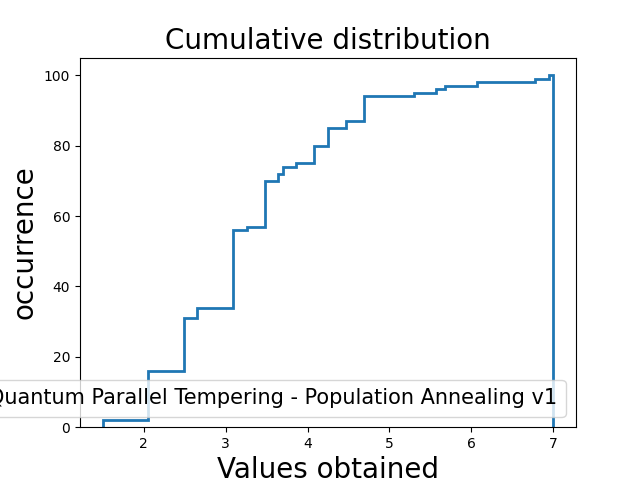 Cumulative distribution
occurrence
100
80
60
40
20
0
Quantum Parallel Tempering - Population Annealing v1
2 3 4 5 6 7
Values obtained